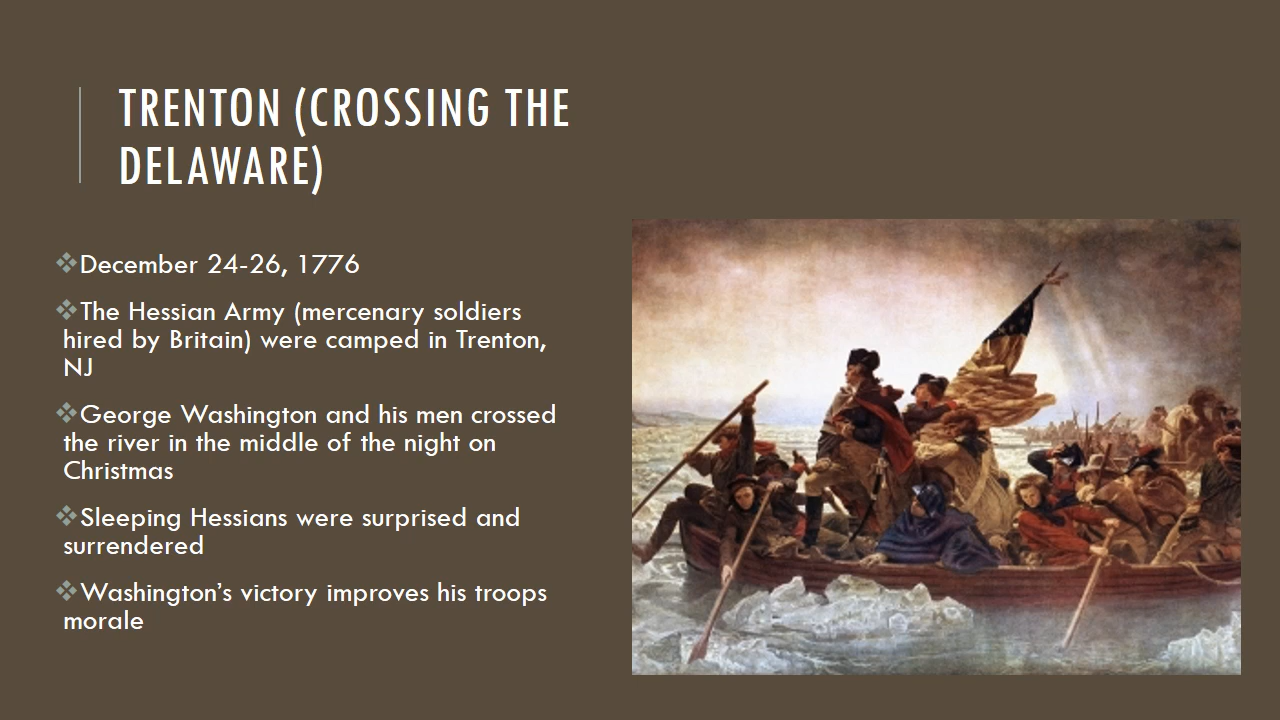 TRENTON (CROSSING THE
DELAWARE)
❖December 24-26, 1776
❖The Hessian Army (mercenary soldiers
hired by Britain) were camped in Trenton,
NJ
❖George Washington and his men crossed
the river in the middle of the night on
Christmas
❖Sleeping Hessians were surprised and
surrendered
❖Washington’s victory improves his troops
morale